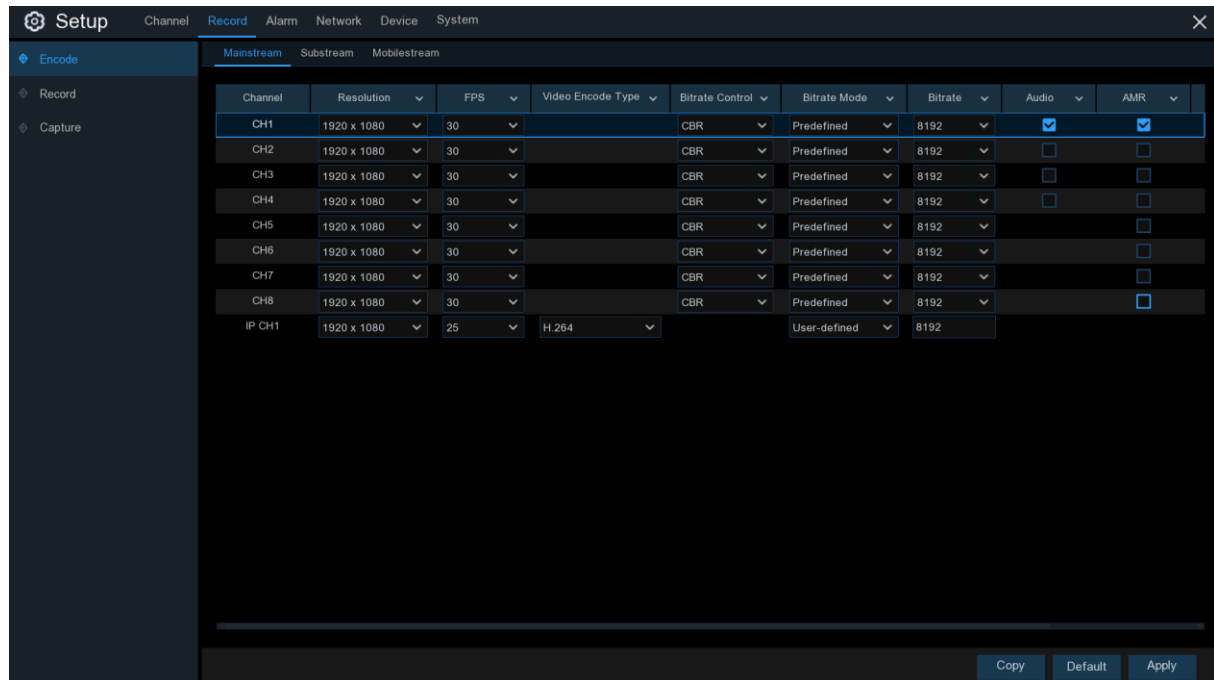 Setup Channel Record Alarm Network Device System
Encode
Record
Capture
Mainstream Substream Mobilestream
Channel Resolution FPS Video Encode Type Bitrate Control Bitrate Mode Bitrate Audio AMR
CH1 1920 x 1080 30 CBR Predefined 8192
CH2 1920 x 1080 30 CBR Predefined 8192
CH3 1920 x 1080 30 CBR Predefined 8192
CH4 1920 x 1080 30 CBR Predefined 8192
CH5 1920 x 1080 30 CBR Predefined 8192
CH6 1920 x 1080 30 CBR Predefined 8192
CH7 1920 x 1080 30 CBR Predefined 8192
CH8 1920 x 1080 30 CBR Predefined 8192
IP CH1 1920 x 1080 25 H.264 User-defined 8192
Copy Default Apply